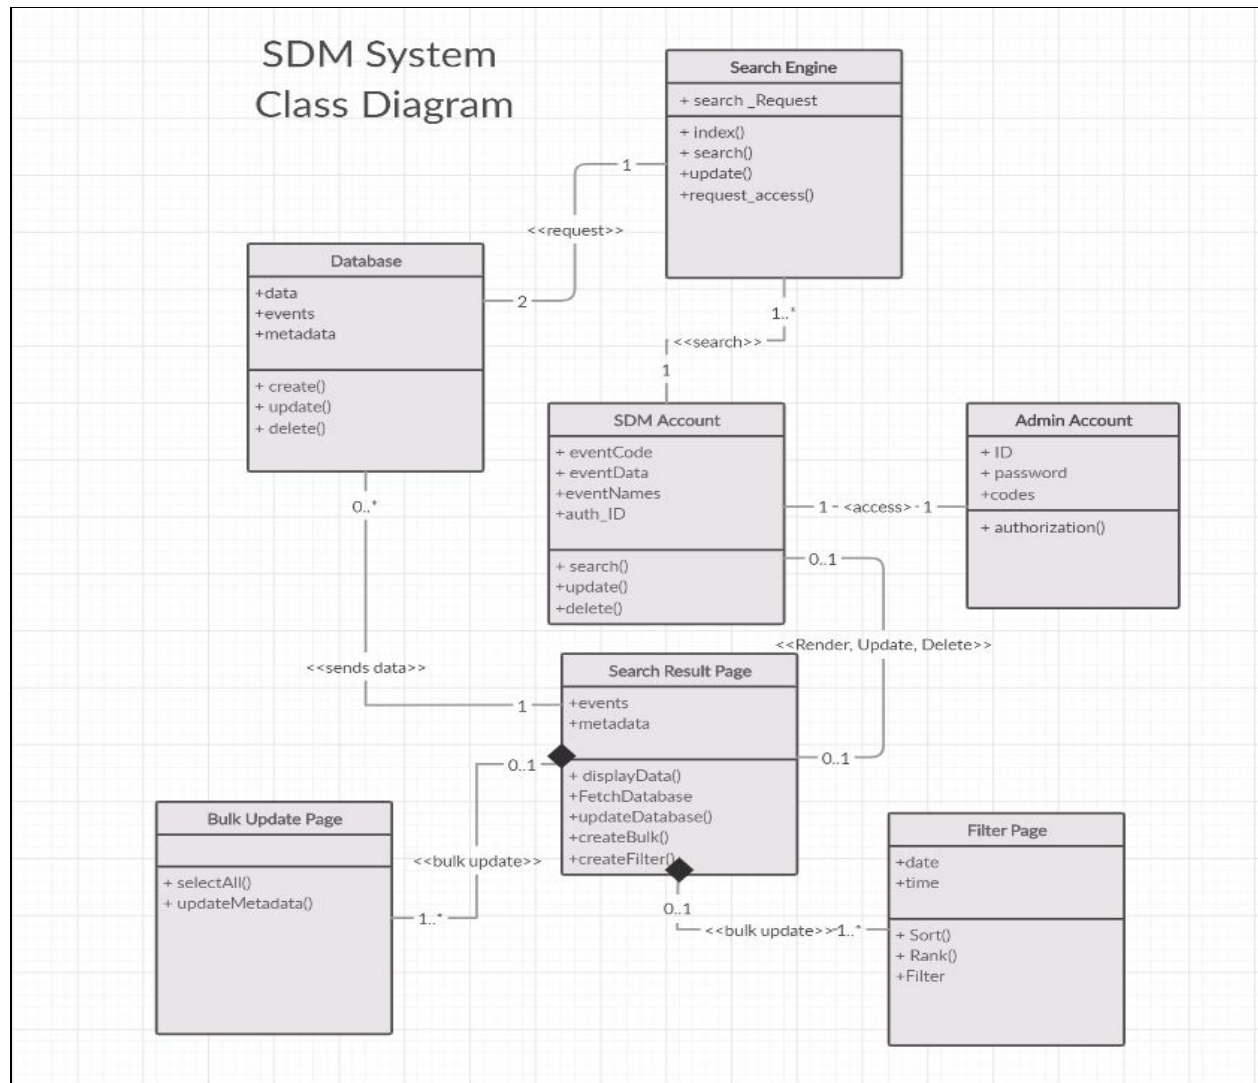 SDM System
Class Diagram
Search Engine
+ search _Request
+ index()
+ search()
+update()
+request_access()
1
<<request>>
2
Database
+data
+events
+metadata
+ create()
+ update()
+ delete()
1..*
<<search>>
1
SDM Account
+ eventCode
+ eventData
+eventNames
+auth_ID
+ search()
+update()
+delete()
1 - <access> - 1
Admin Account
+ ID
+ password
+codes
+ authorization()
0..*
<<sends data>>
1
0..1
<<Render, Update, Delete>>
0..1
Search Result Page
+events
+metadata
+ displayData()
+FetchDatabase
+updateDatabase()
+createBulk()
+createFilter()
0..1
<<bulk update>>
1..*
Bulk Update Page
+ selectAll()
+ updateMetadata()
0..1
<<bulk update>>1..*
Filter Page
+date
+time
+ Sort()
+ Rank()
+Filter